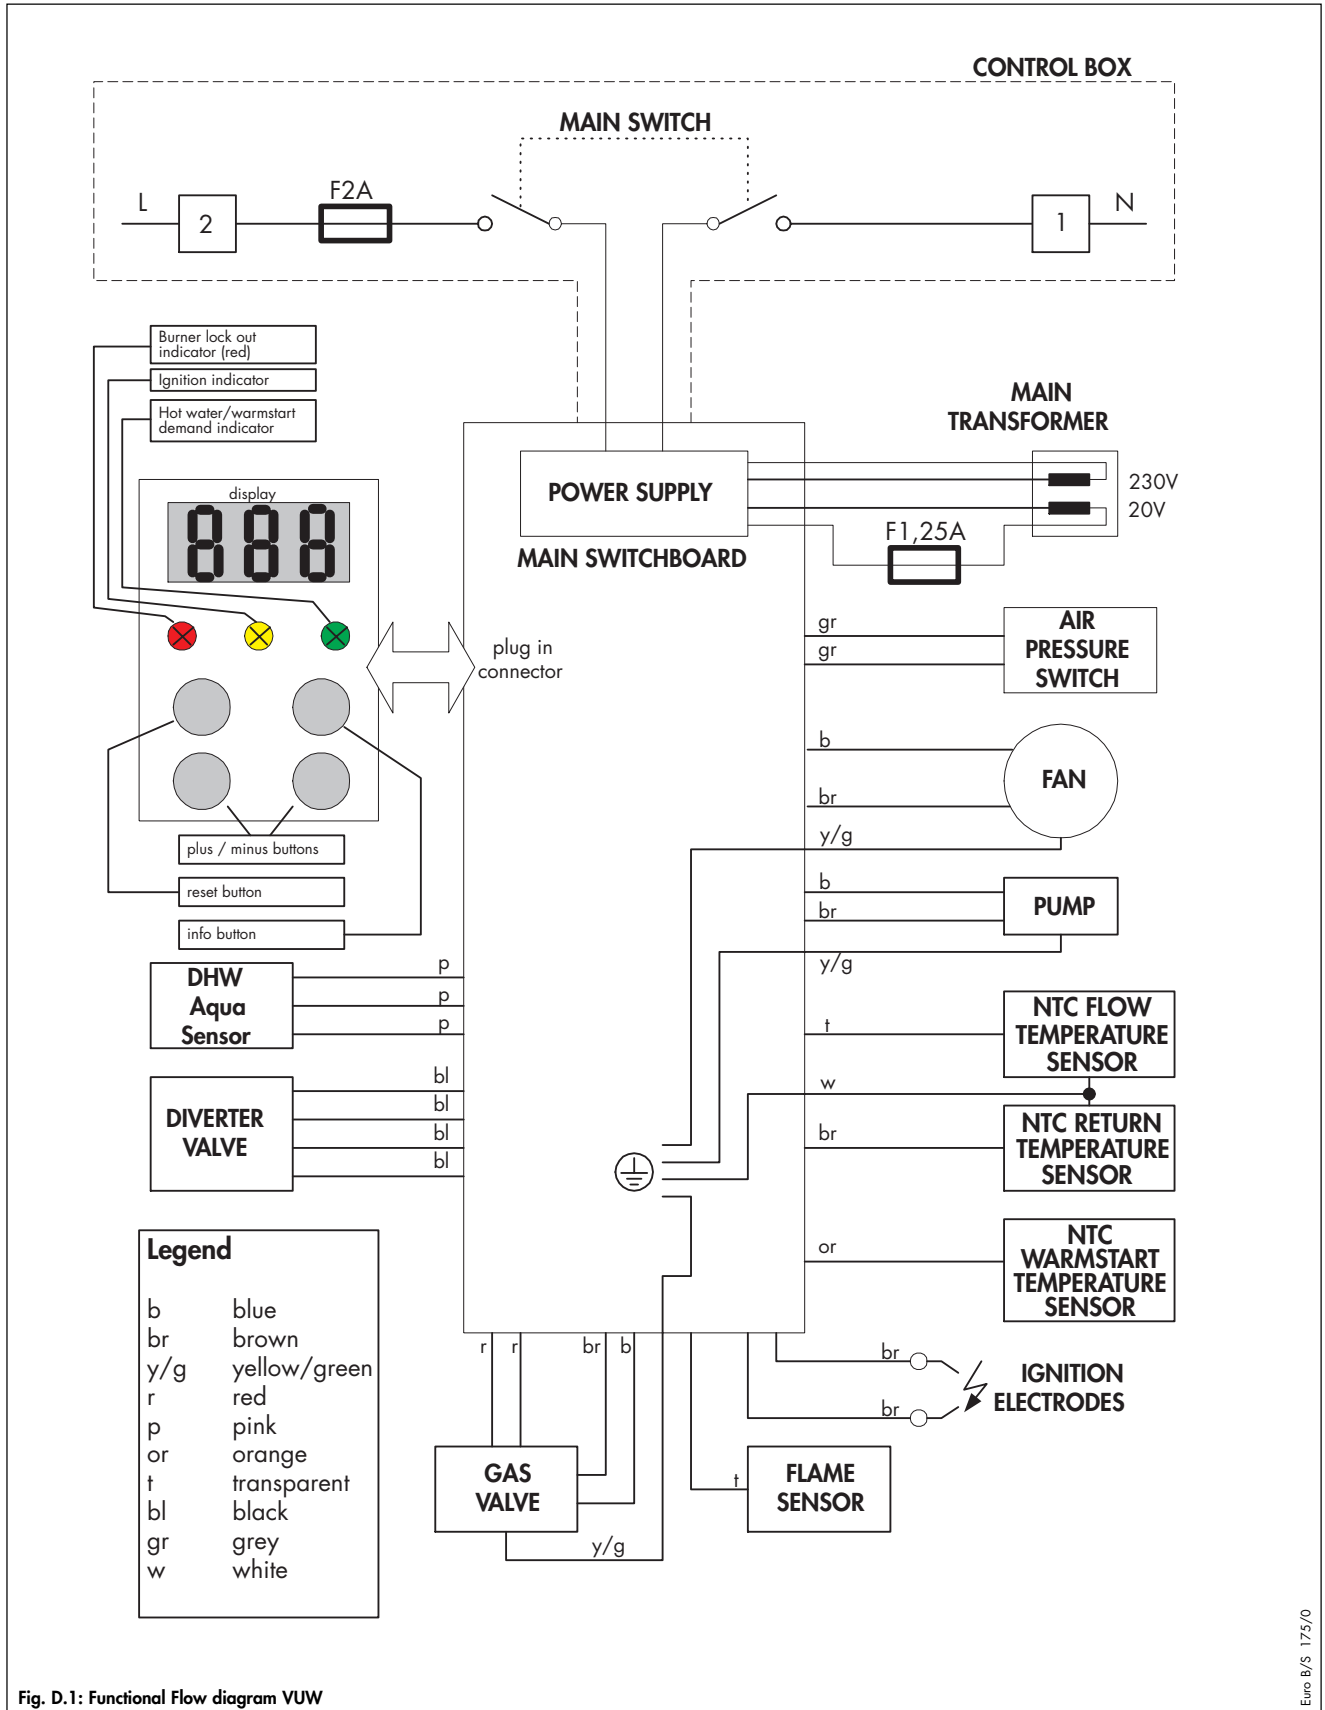 CONTROL BOX
MAIN SWITCH
L
2
F2A
1
N
Burner lock out
indicator (red)
Ignition indicator
Hot water/warmstart
demand indicator
display
888
plug in
connector
plus / minus buttons
reset button
info button
POWER SUPPLY
MAIN SWITCHBOARD
MAIN
TRANSFORMER
230V
20V
F1,25A
gr
gr
AIR
PRESSURE
SWITCH
b
br
y/g
FAN
b
br
y/g
PUMP
DHW
Aqua
Sensor
p
p
p
DIVERTER
VALVE
bl
bl
bl
bl
t
NTC FLOW
TEMPERATURE
SENSOR
w
br
NTC RETURN
TEMPERATURE
SENSOR
or
NTC
WARMSTART
TEMPERATURE
SENSOR
Legend
b blue
br brown
y/g yellow/green
r red
p pink
or orange
t transparent
bl black
gr grey
w white
r
r
br
b
GAS
VALVE
y/g
t
FLAME
SENSOR
br
br
IGNITION
ELECTRODES
Euro B/S 175/0
Fig. D.1: Functional Flow diagram VUW